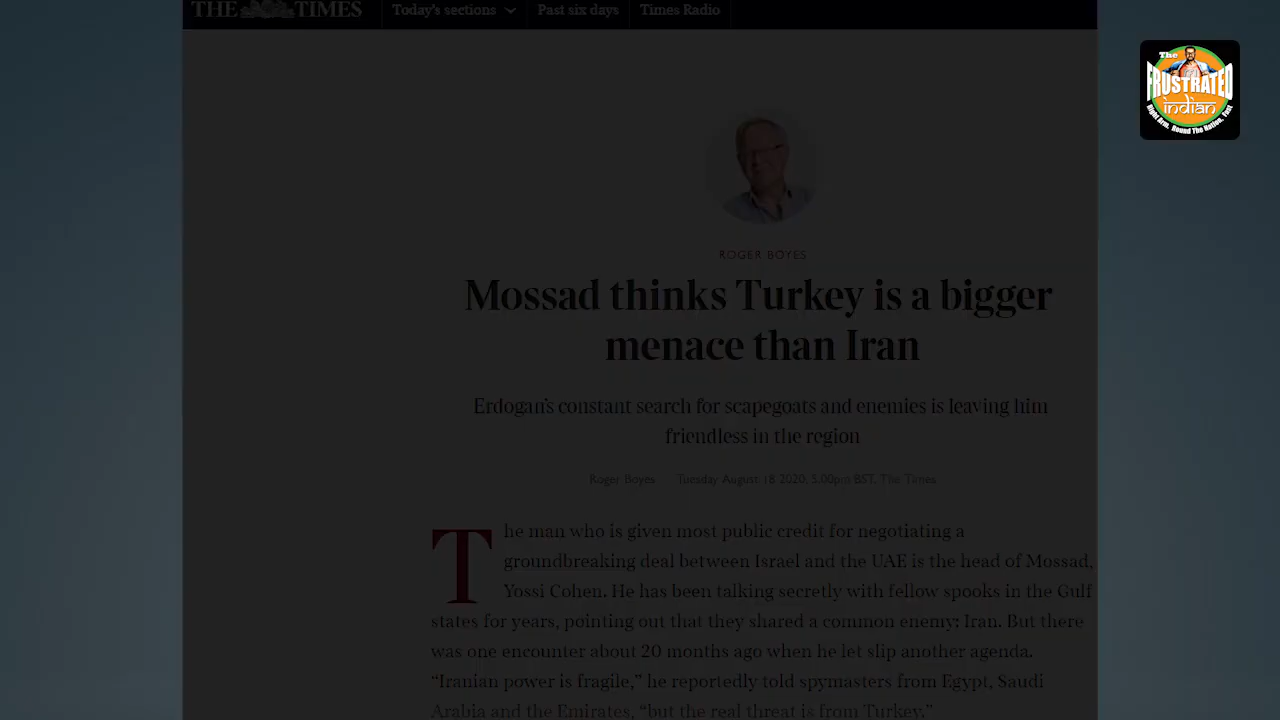 THE TIMES
Today's sections
Past six days
Times Radio
The
FRUSTRATED
indian
Right Arm. Round The Nation. Fast
ROGER BOYES
Mossad thinks Turkey is a bigger
menace than Iran
Erdogan's constant search for scapegoats and enemies is leaving him
friendless in the region
Roger Boyes Tuesday August 18 2020, 5.00pm BST, The Times
The man who is given most public credit for negotiating a
groundbreaking deal between Israel and the UAE is the head of Mossad,
Yossi Cohen. He has been talking secretly with fellow spooks in the Gulf
states for years, pointing out that they shared a common enemy: Iran. But there
was one encounter about 20 months ago when he let slip another agenda.
“Iranian power is fragile,” he reportedly told spymasters from Egypt, Saudi
Arabia and the Emirates, “but the real threat is from Turkey.”